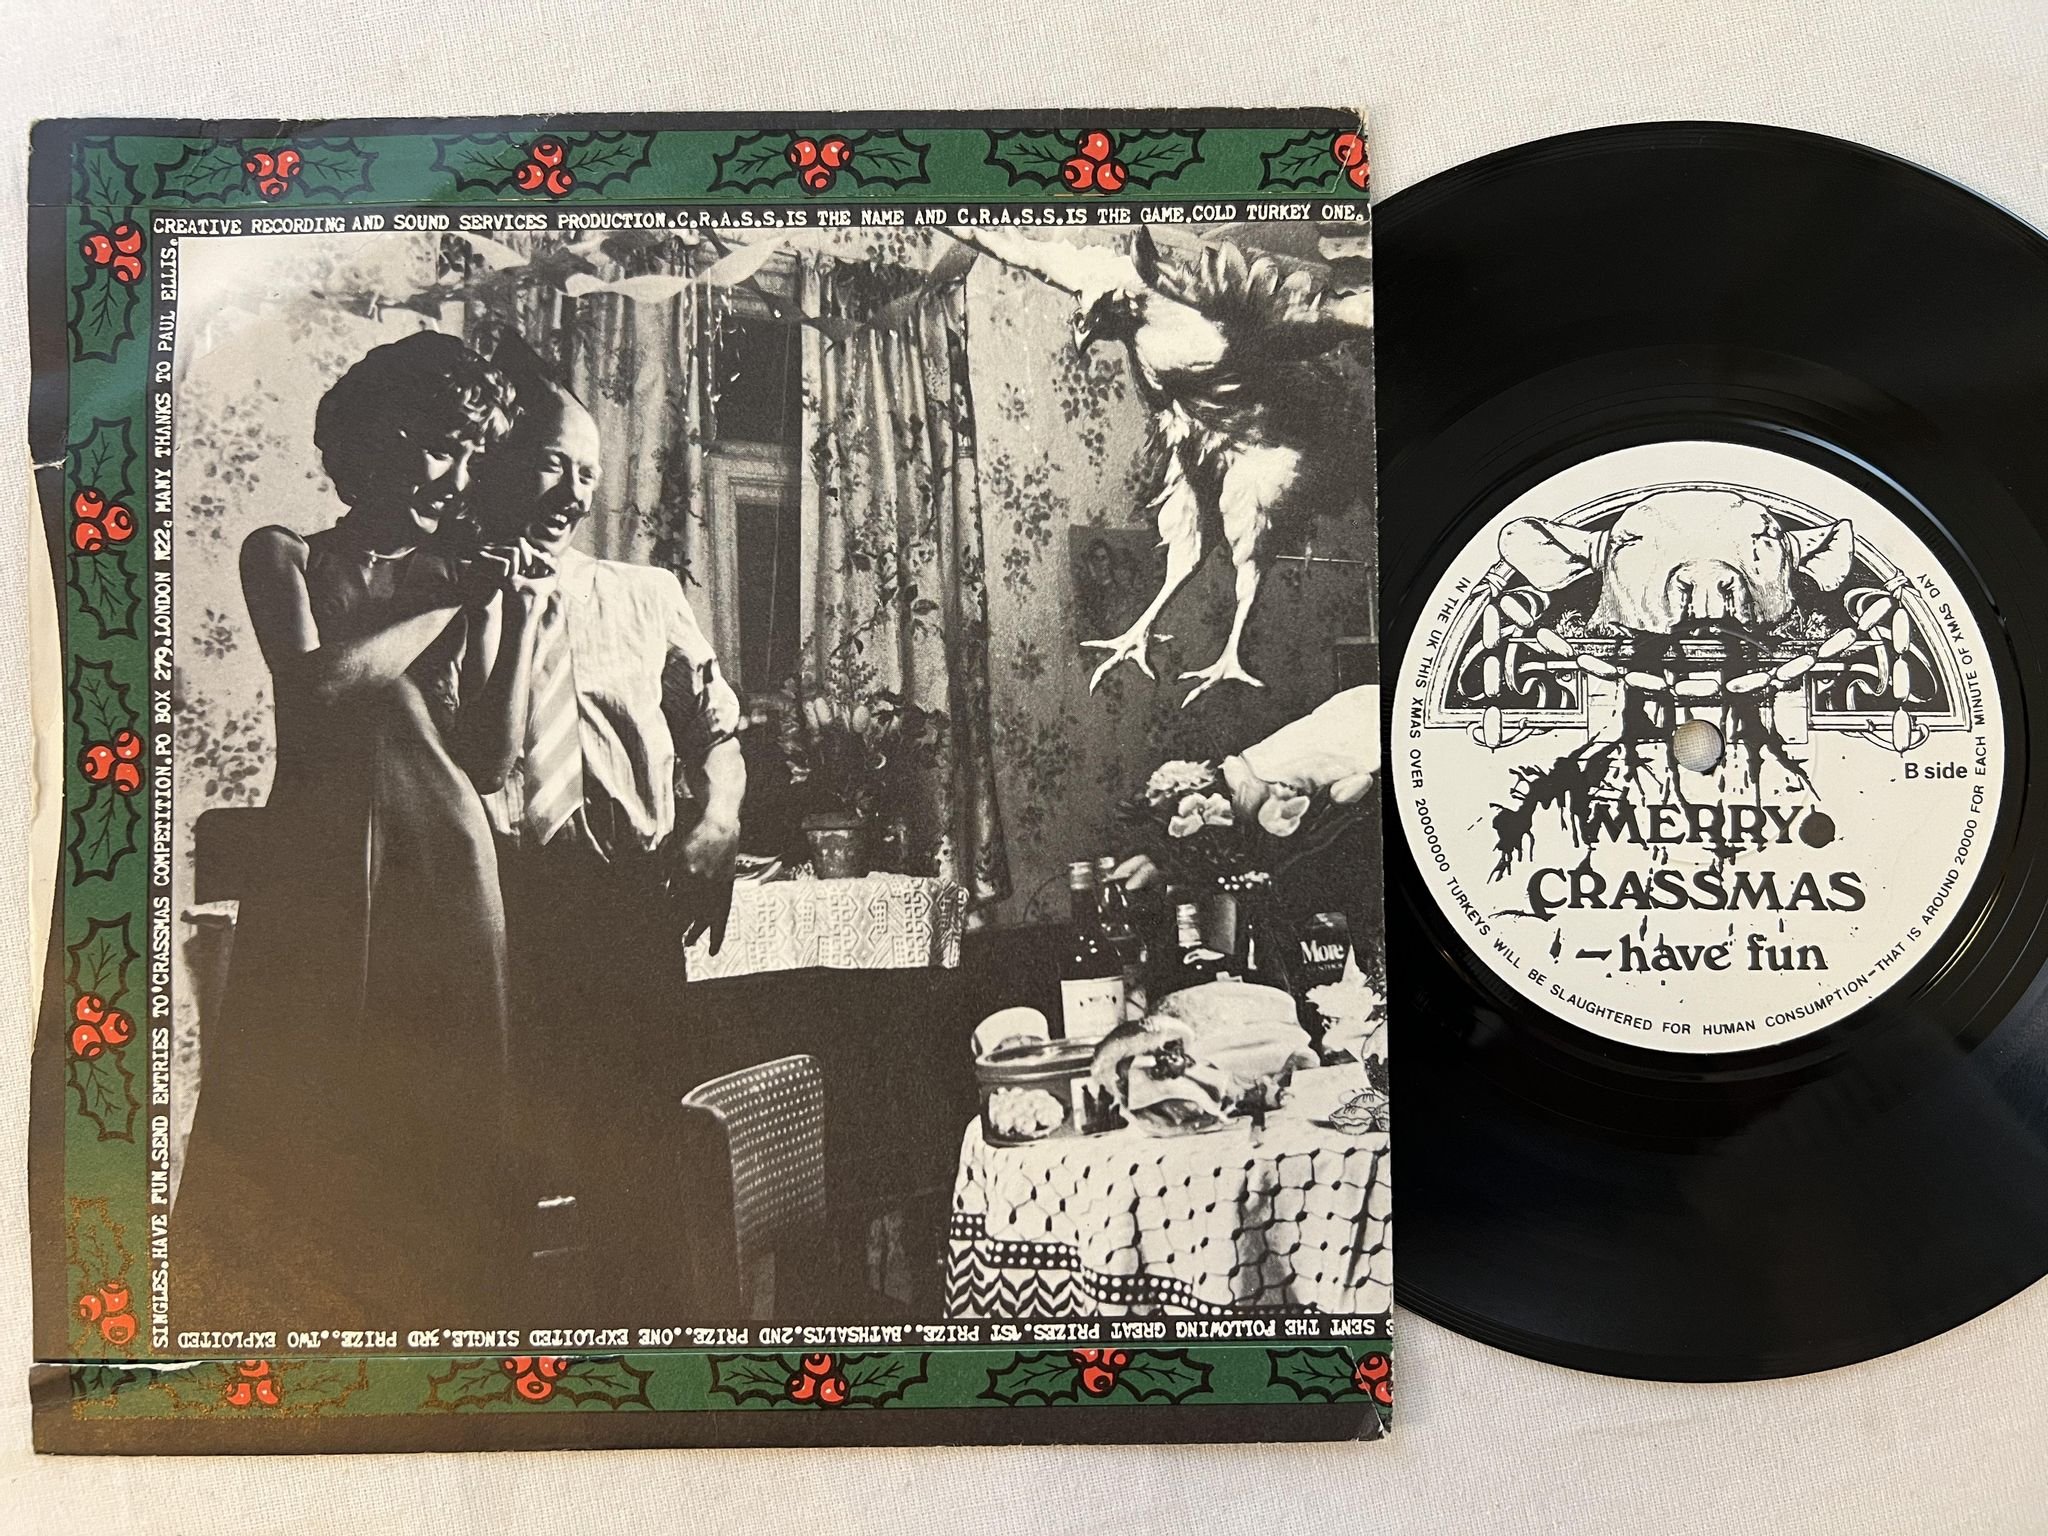 CREATIVE RECORDING AND SOUND SERVICES PRODUCTION.C.R.A.S.S.IS THE NAME AND C.R.A.S.S.IS THE GAME.COLD TURKEY ONE.
SENT THE FOLLOWING GREAT PRIZES.1ST PRIZE..BATHSALTS.2ND PRIZE..ONE EXPLOITED SINGLE.3RD PRIZE..TWO EXPLOITED
SINGLES.HAVE FUN.SEND ENTRIES TO'CRASSMAS COMPETITION.PO BOX 279.LONDON N22. MANY THANKS TO PAUL ELLIS.
More
IN THE UK THIS XMAS OVER 20000000 TURKEYS WILL BE SLAUGHTERED FOR HUMAN CONSUMPTION–THAT IS AROUND 20000 FOR EACH MINUTE OF XMAS DAY
B side
MERRY
CRASSMAS
–have fun